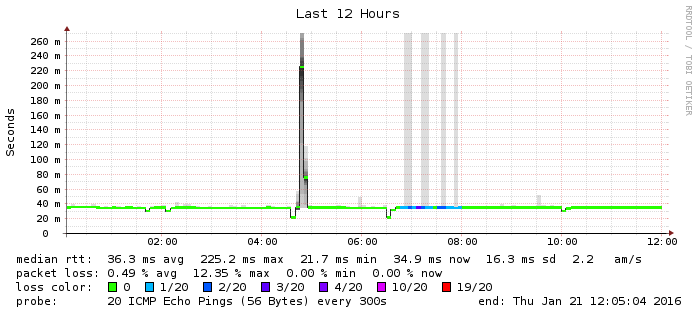 Last 12 Hours
RRDTOOL / TOBI OETIKER
Seconds
260 m
240 m
220 m
200 m
180 m
160 m
140 m
120 m
100 m
80 m
60 m
40 m
20 m
0
02:00 04:00 06:00 08:00 10:00 12:00
median rtt: 36.3 ms avg 225.2 ms max 21.7 ms min 34.9 ms now 16.3 ms sd 2.2 am/s
packet loss: 0.49 % avg 12.35 % max 0.00 % min 0.00 % now
loss color: 0 1/20 2/20 3/20 4/20 10/20 19/20
probe: 20 ICMP Echo Pings (56 Bytes) every 300s end: Thu Jan 21 12:05:04 2016